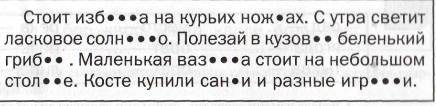 Стоит изб●●●а на курьих нож●ах. С утра светит
ласковое солн●●●о. Полезай в кузов●● беленький
гриб●● . Маленькая ваз●●●а стоит на небольшом
стол●●е. Косте купили сан●и и разные игр●●●и.